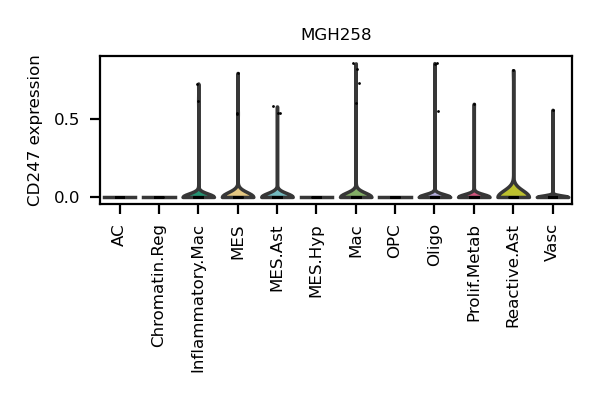 MGH258
CD247 expression
0.5
0.0
AC
Chromatin.Reg
Inflammatory.Mac
MES
MES.Ast
MES.Hyp
Mac
OPC
Oligo
Prolif.Metab
Reactive.Ast
Vasc